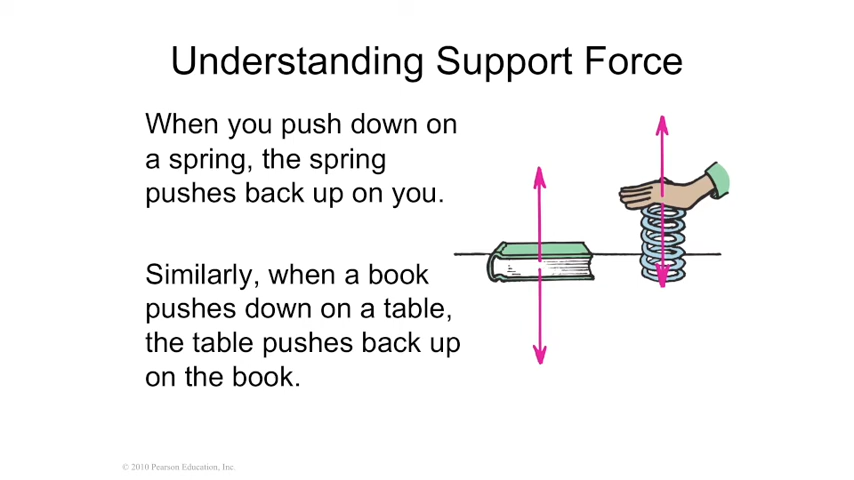 Understanding Support Force
When you push down on
a spring, the spring
pushes back up on you.
Similarly, when a book
pushes down on a table,
the table pushes back up
on the book.
© 2010 Pearson Education, Inc.